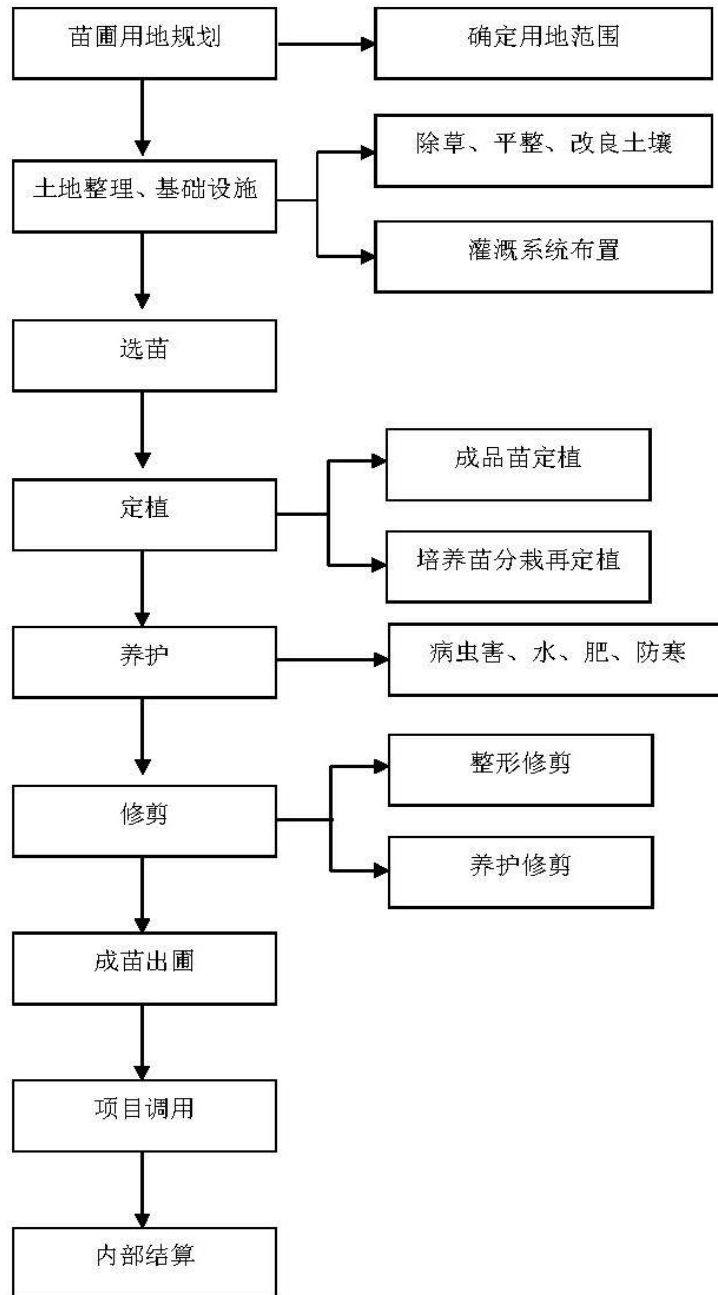 苗圃用地规划
确定用地范围
土地整理、基础设施
除草、平整、改良土壤
灌溉系统布置
选苗
定植
成品苗定植
培养苗分栽再定植
养护
病虫害、水、肥、防寒
修剪
整形修剪
养护修剪
成苗出圃
项目调用
内部结算